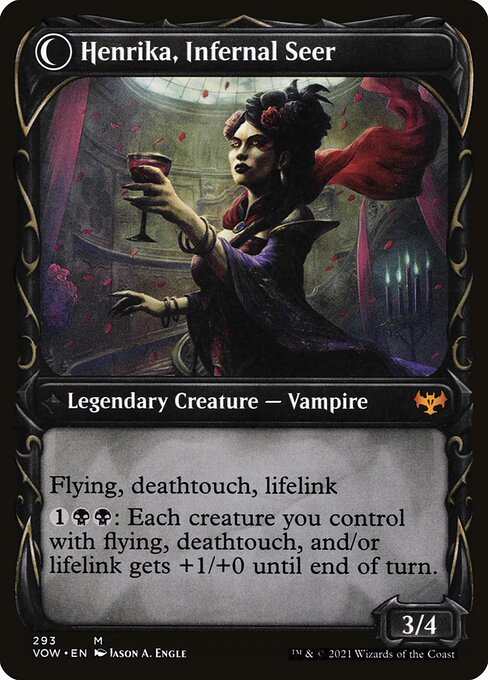 Henrika, Infernal Seer
Legendary Creature — Vampire
Flying, deathtouch, lifelink
1: Each creature you control
with flying, deathtouch, and/or
lifelink gets +1/+0 until end of turn.
3/4
293 M
VOW • EN Jason A. Engle
™ & © 2021 Wizards of the Coast